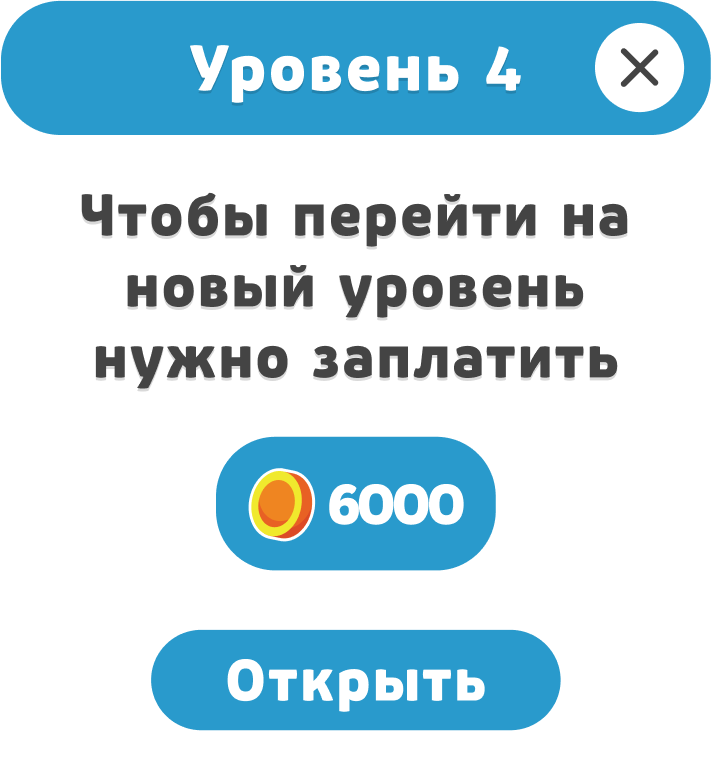 Уровень 4
Чтобы перейти на
новый уровень
нужно заплатить
6000
Открыть